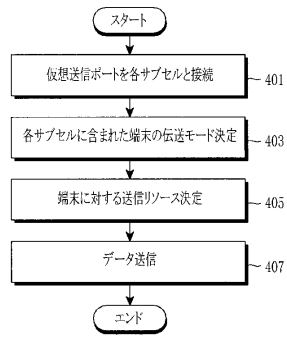 スタート
仮想送信ポートを各サブセルと接続
401
各サブセルに含まれた端末の伝送モード決定
403
端末に対する送信リソース決定
405
データ送信
407
エンド